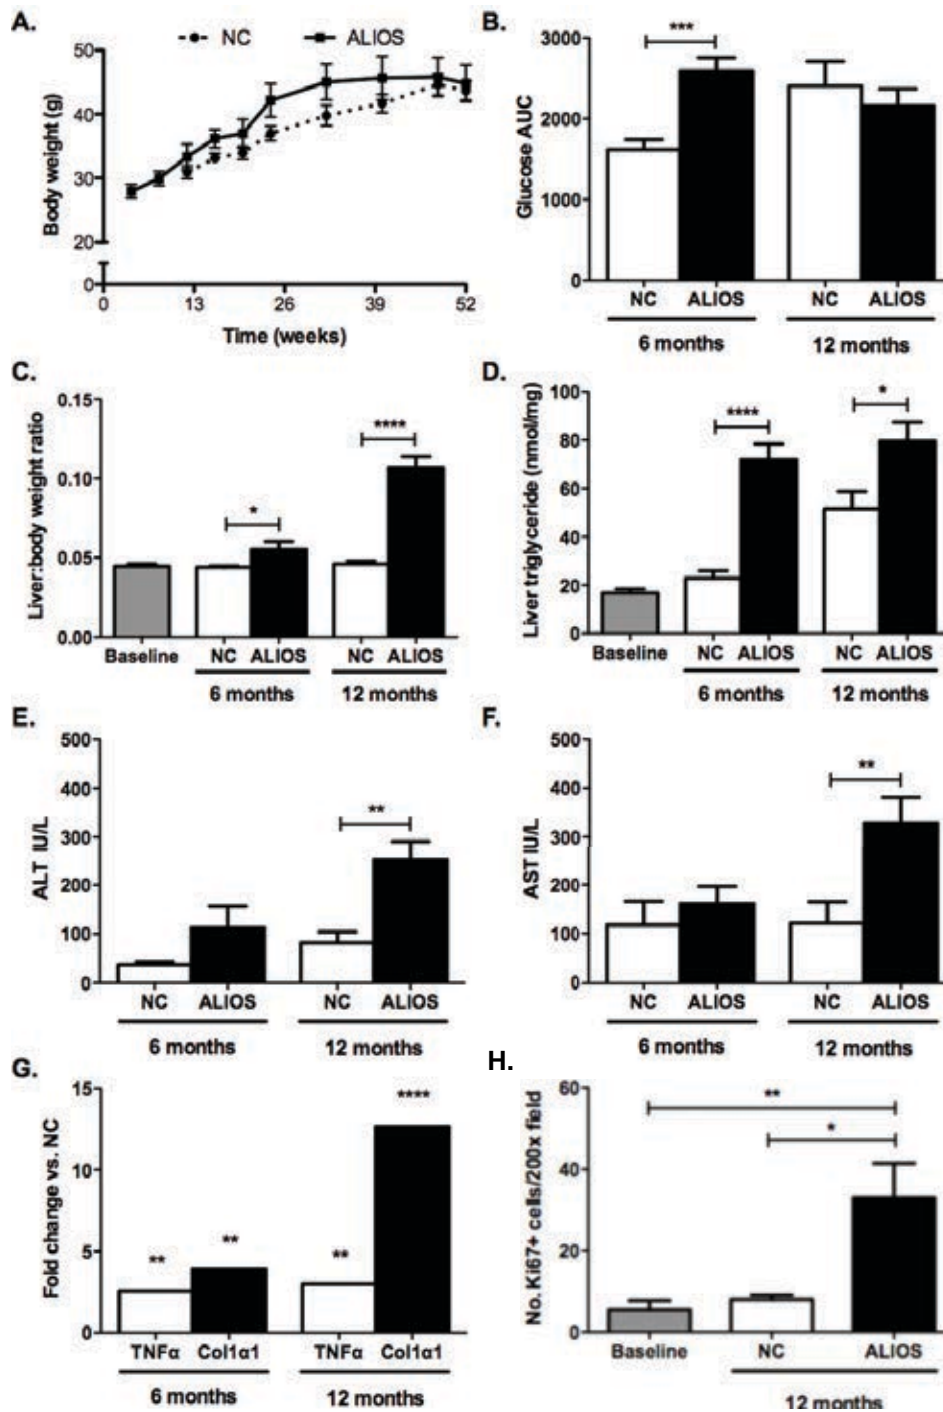 A.
NC ALIOS
50
40
30
20
0
Body weight (g)
0 13 26 39 52
Time (weeks)
B.
***
3000
2000
1000
0
Glucose AUC
NC ALIOS NC ALIOS
6 months 12 months
C.
0.15
0.10
0.05
0.00
Liver:body weight ratio
* ****
Baseline NC ALIOS NC ALIOS
6 months 12 months
D.
100
80
60
40
20
0
Liver triglyceride (nmol/mg)
**** *
Baseline NC ALIOS NC ALIOS
6 months 12 months
E.
500
400
300
200
100
0
ALT IU/L
**
NC ALIOS NC ALIOS
6 months 12 months
F.
500
400
300
200
100
0
AST IU/L
**
NC ALIOS NC ALIOS
6 months 12 months
G.
15
10
5
0
Fold change vs. NC
** ** ** ****
TNFα Col1α1 TNFα Col1α1
6 months 12 months
H.
60
40
20
0
No. Ki67+ cells/200x field
**
*
Baseline NC ALIOS
12 months